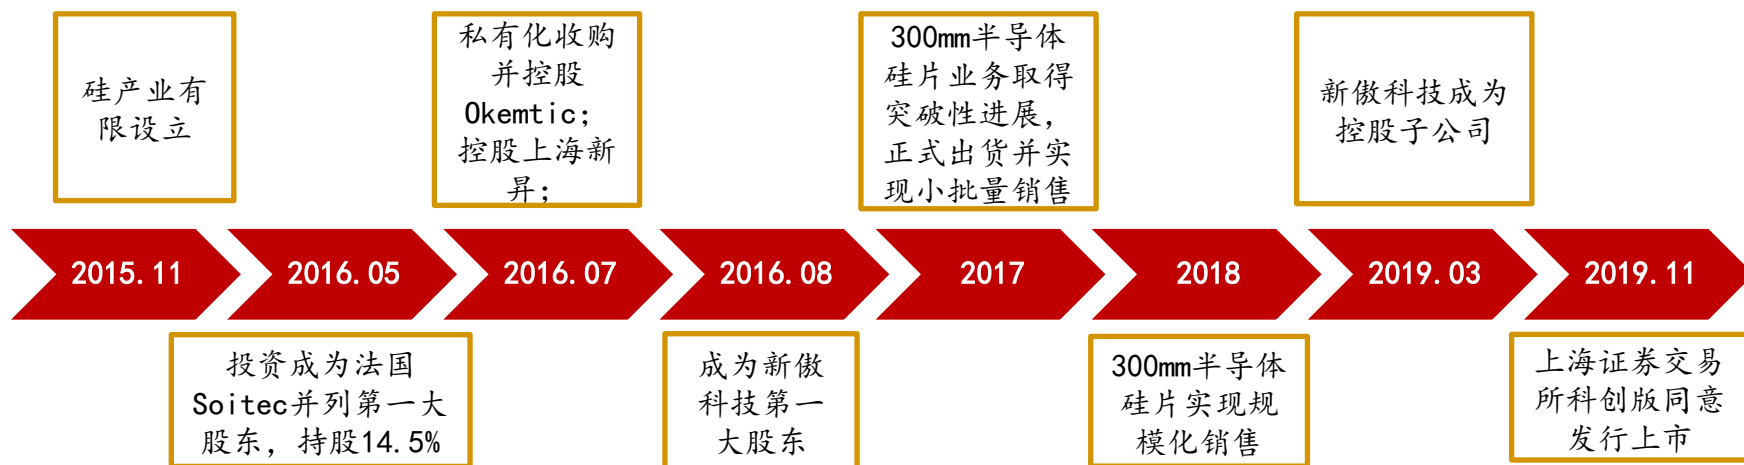 硅产业有
限设立
私有化收购
并控股
Okemtic；
控股上海新
昇；
300mm半导体
硅片业务取得
突破性进展，
正式出货并实
现小批量销售
新傲科技成为
控股子公司
2015.11
2016.05
2016.07
2016.08
2017
2018
2019.03
2019.11
投资成为法国
Soitec并列第一大
股东，持股14.5%
成为新傲
科技第一
大股东
300mm半导体
硅片实现规
模化销售
上海证券交易
所科创版同意
发行上市